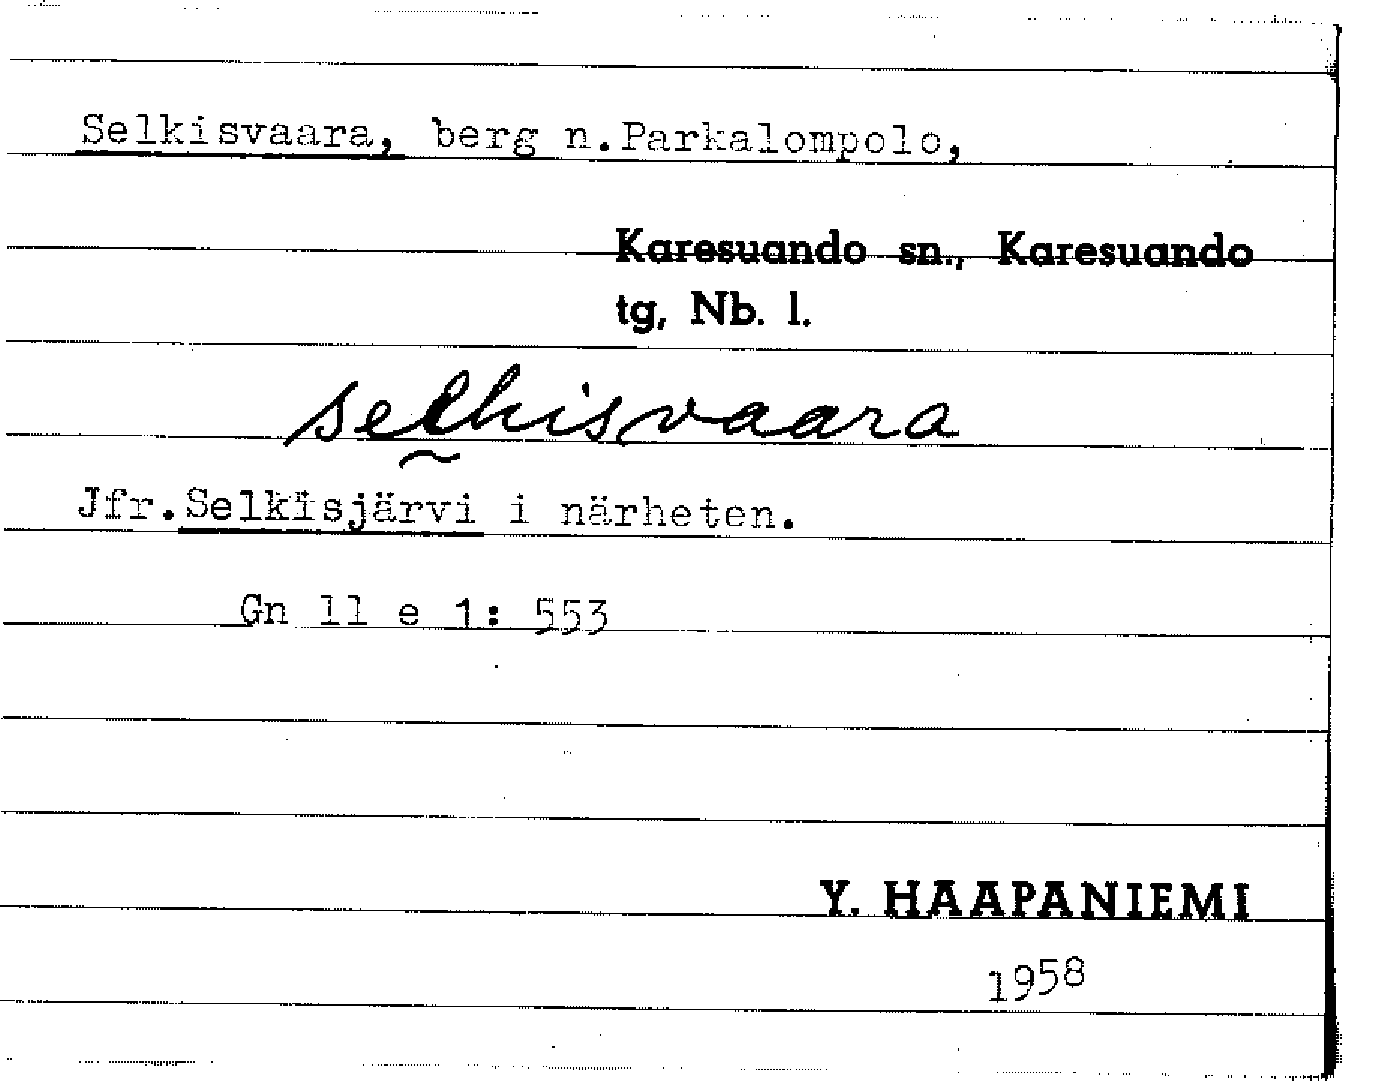 Selkisvaara, berg n. Parkalompolo,
Karesuando sn., Karesuando
tg, Nb. l.
selkisvaara
Jfr. Selkisjärvi i närheten.
Gn 11 e 1: 553
Y. HAAPANIEMI
1958